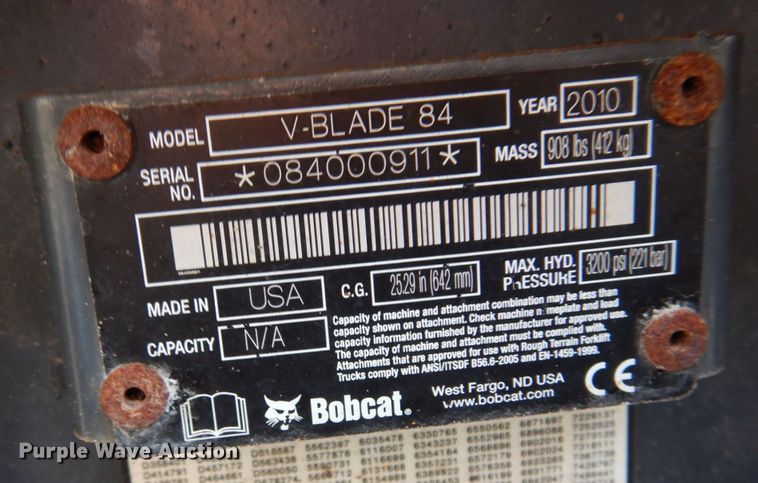 MODEL V-BLADE 84 YEAR 2010
SERIAL NO. *084000911* MASS 908 lbs (412 kg)
084000911
MADE IN USA C.G. 25.29 in (642 mm) MAX. HYD. PRESSURE 3200 psi (221 bar)
CAPACITY N/A
Capacity of machine and attachment combination may be less than
capacity shown on attachment. Check machine nameplate and load
capacity information furnished by the manufacturer for approved use.
The capacity of machine and attachment must be complied with.
Attachments that are approved for use with Rough Terrain Forklift
Trucks comply with ANSI/ITSDF B56.6-2005 and EN-1459-1999.
Bobcat.
West Fargo, ND USA
www.bobcat.com
CE
Purple Wave Auction